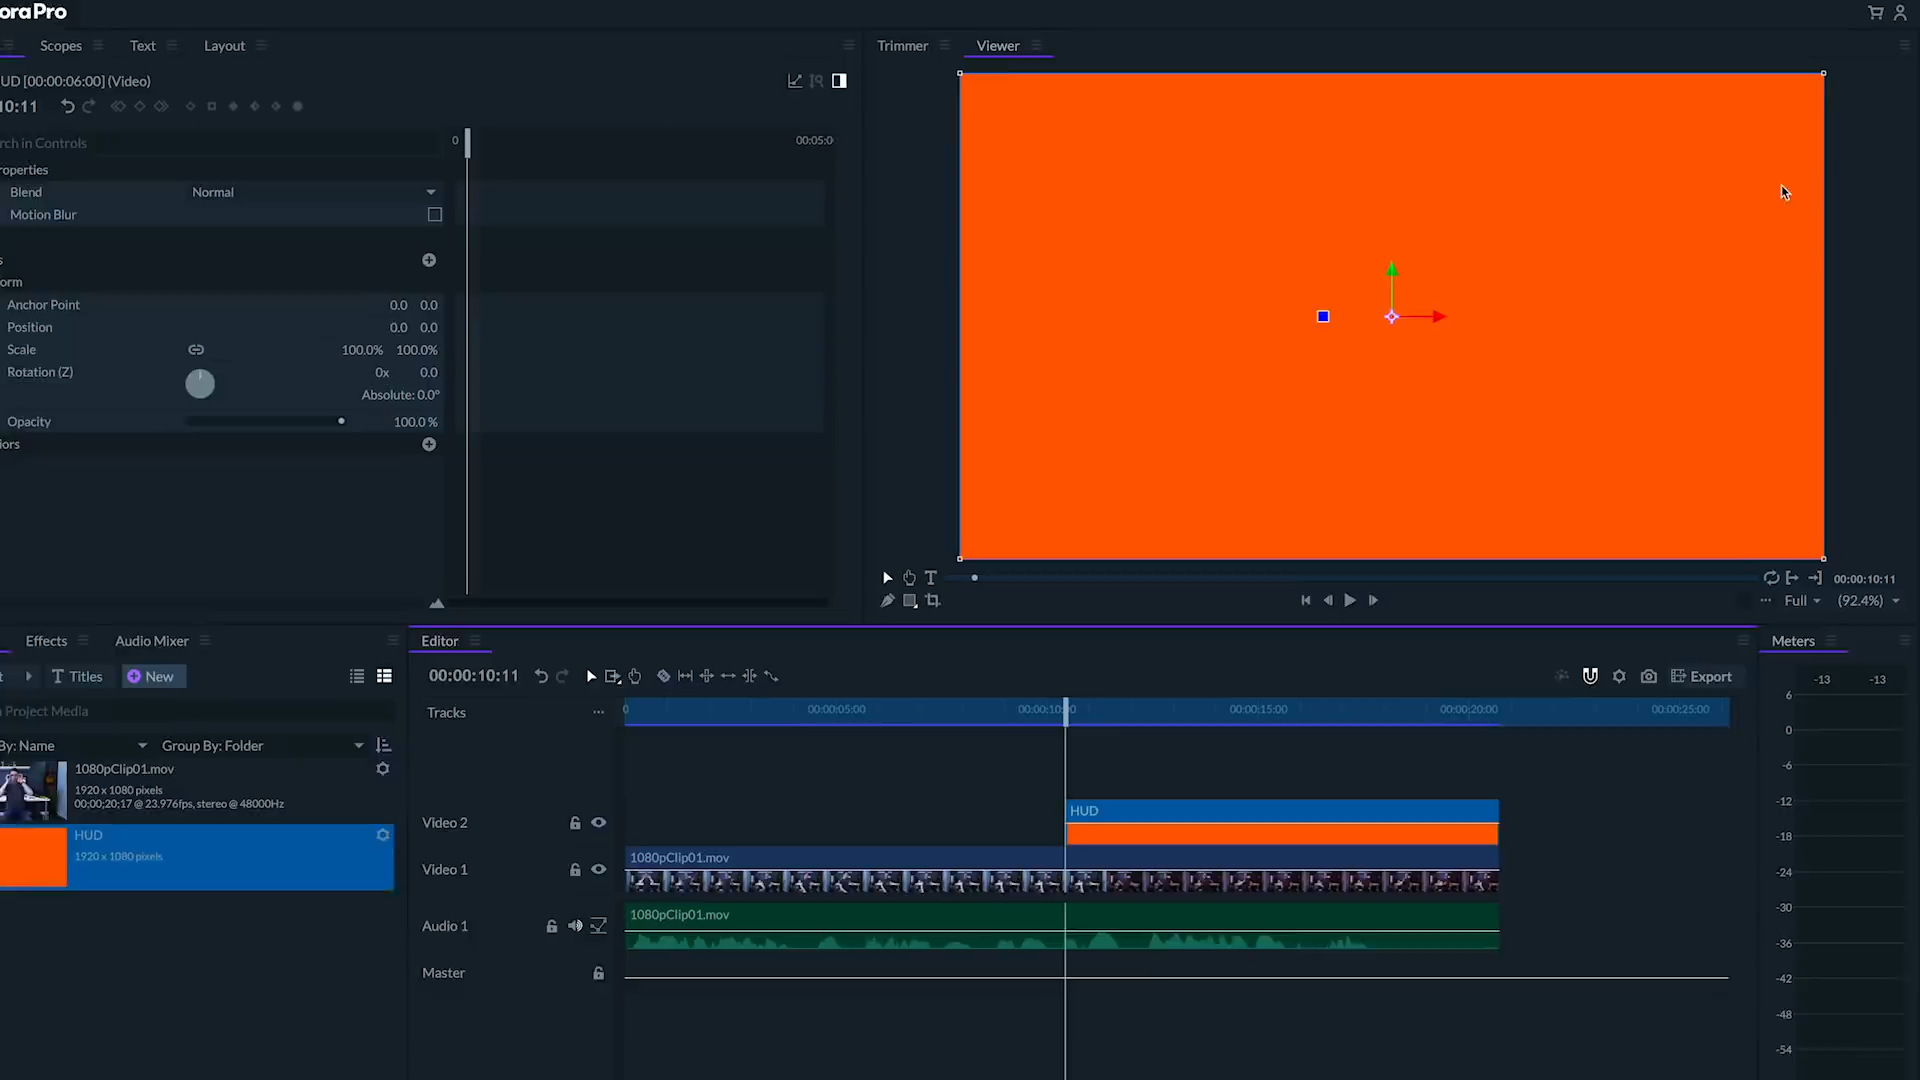 ora Pro
Scopes
Text
Layout
Trimmer
Viewer
UD [00:00:06:00] (Video)
10:11
rch in Controls
0
00:05:0
roperties
Blend
Normal
Motion Blur
s
orm
Anchor Point
0.0 0.0
Position
0.0 0.0
Scale
100.0% 100.0%
Rotation (Z)
0x 0.0
Absolute: 0.0°
Opacity
100.0 %
iors
00:00:10:11
Full
(92.4%)
Effects
Audio Mixer
Editor
Meters
t
Titles
New
00:00:10:11
Export
-13 -13
Project Media
Tracks
0
00:00:05:00
00:00:10:
00:00:15:00
00:00:20:00
00:00:25:00
By: Name
Group By: Folder
1080pClip01.mov
1920 x 1080 pixels
00:00;20;17 @ 23.976fps, stereo @ 48000Hz
HUD
1920 x 1080 pixels
Video 2
HUD
Video 1
1080pClip01.mov
Audio 1
1080pClip01.mov
Master
6
0
-6
-12
-18
-24
-30
-36
-42
-48
-54